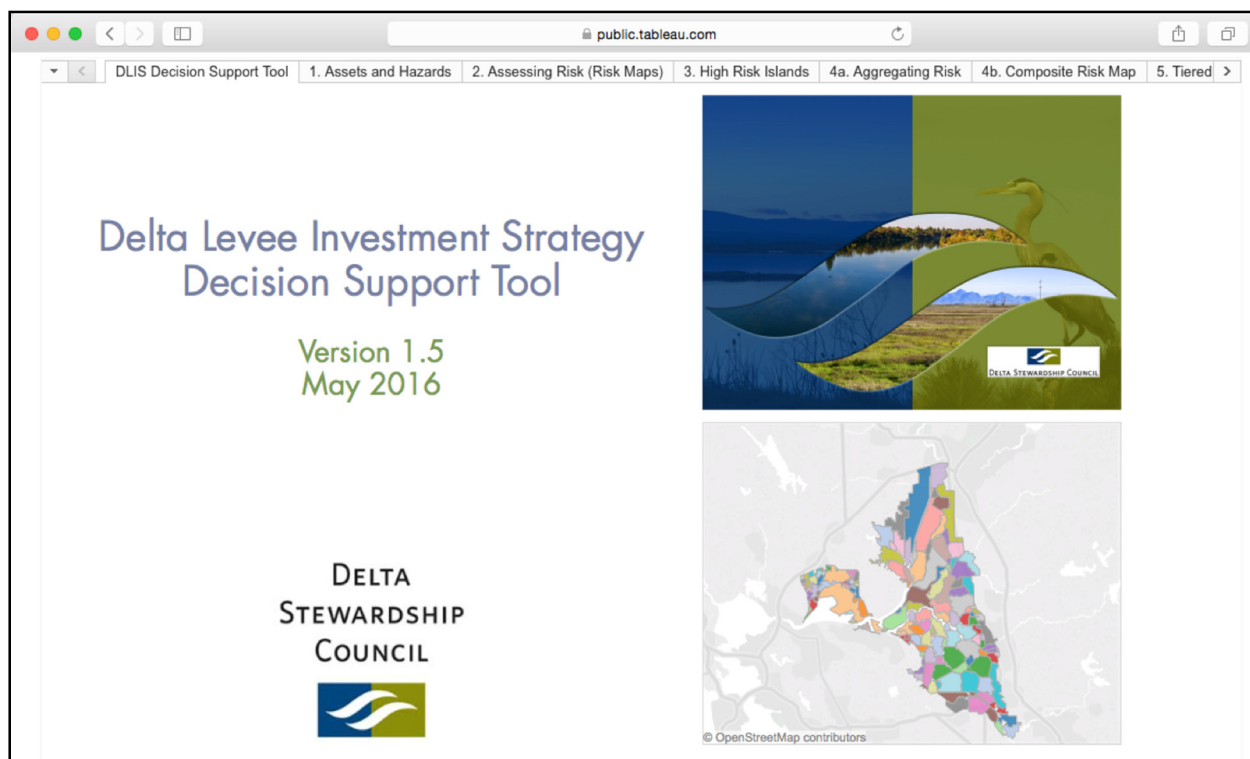 public.tableau.com
DLIS Decision Support Tool 1. Assets and Hazards 2. Assessing Risk (Risk Maps) 3. High Risk Islands 4a. Aggregating Risk 4b. Composite Risk Map 5. Tiered
Delta Levee Investment Strategy
Decision Support Tool
Version 1.5
May 2016
DELTA
STEWARDSHIP
COUNCIL
DELTA STEWARDSHIP COUNCIL
© OpenStreetMap contributors